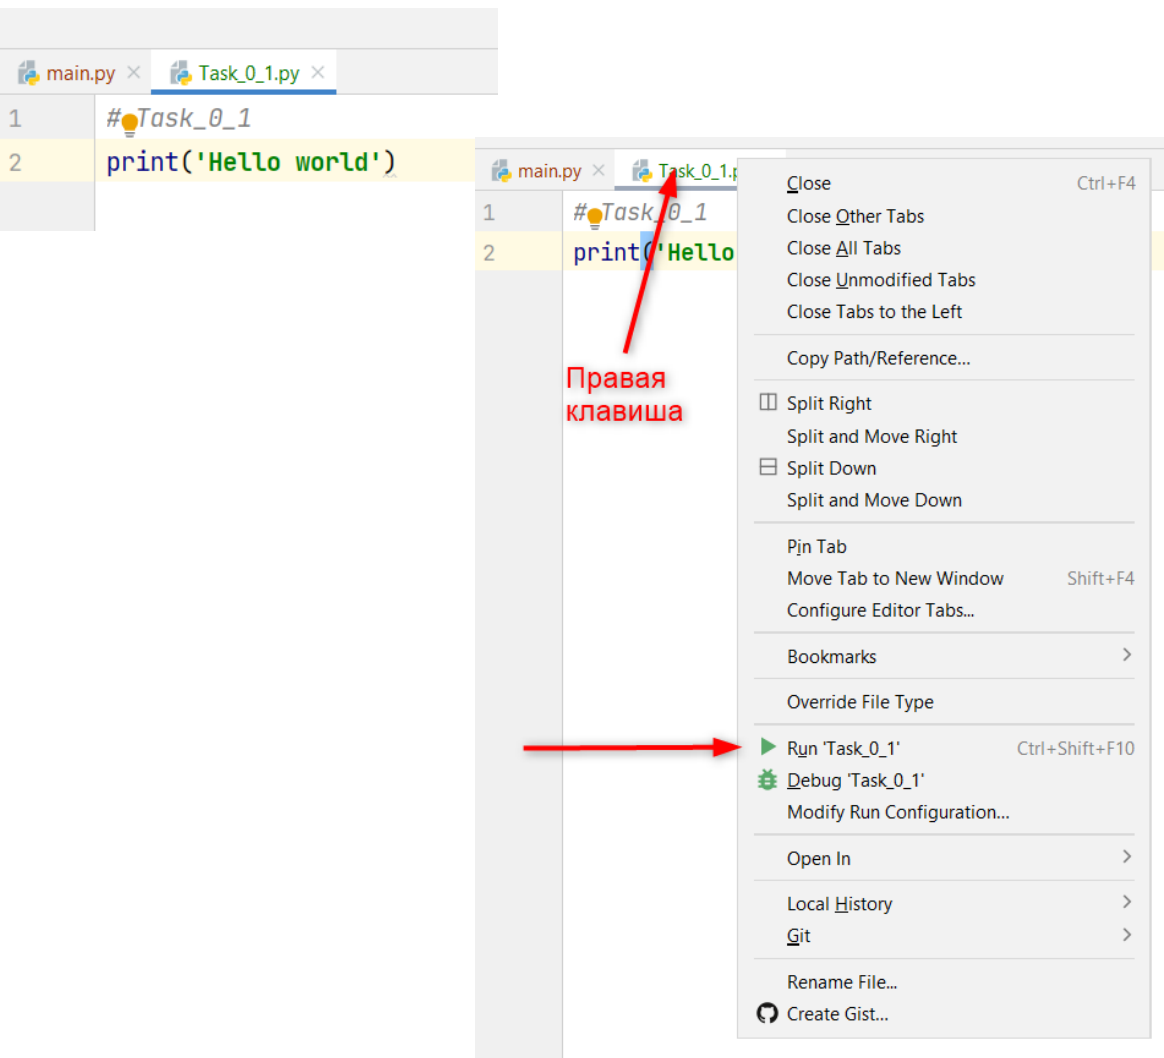 main.py Task_0_1.py
1 # Task_0_1
2 print('Hello world')
main.py Task_0_1.p
1 # Task_0_1
2 print('Hello
Правая
клавиша
Close Ctrl+F4
Close Other Tabs
Close All Tabs
Close Unmodified Tabs
Close Tabs to the Left
Copy Path/Reference...
Split Right
Split and Move Right
Split Down
Split and Move Down
Pin Tab
Move Tab to New Window Shift+F4
Configure Editor Tabs...
Bookmarks
Override File Type
Run 'Task_0_1' Ctrl+Shift+F10
Debug 'Task_0_1'
Modify Run Configuration...
Open In
Local History
Git
Rename File...
Create Gist...